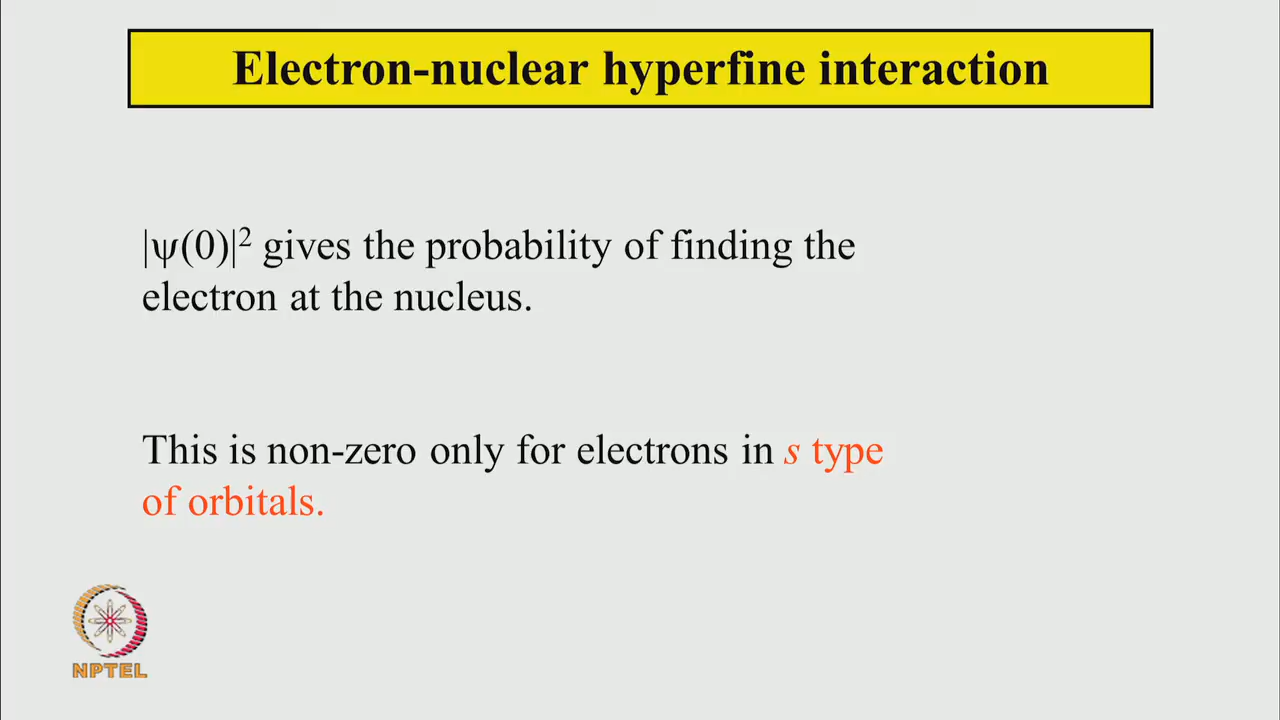 Electron-nuclear hyperfine interaction
|ψ(0)|² gives the probability of finding the
electron at the nucleus.
This is non-zero only for electrons in s type
of orbitals.
NPTEL